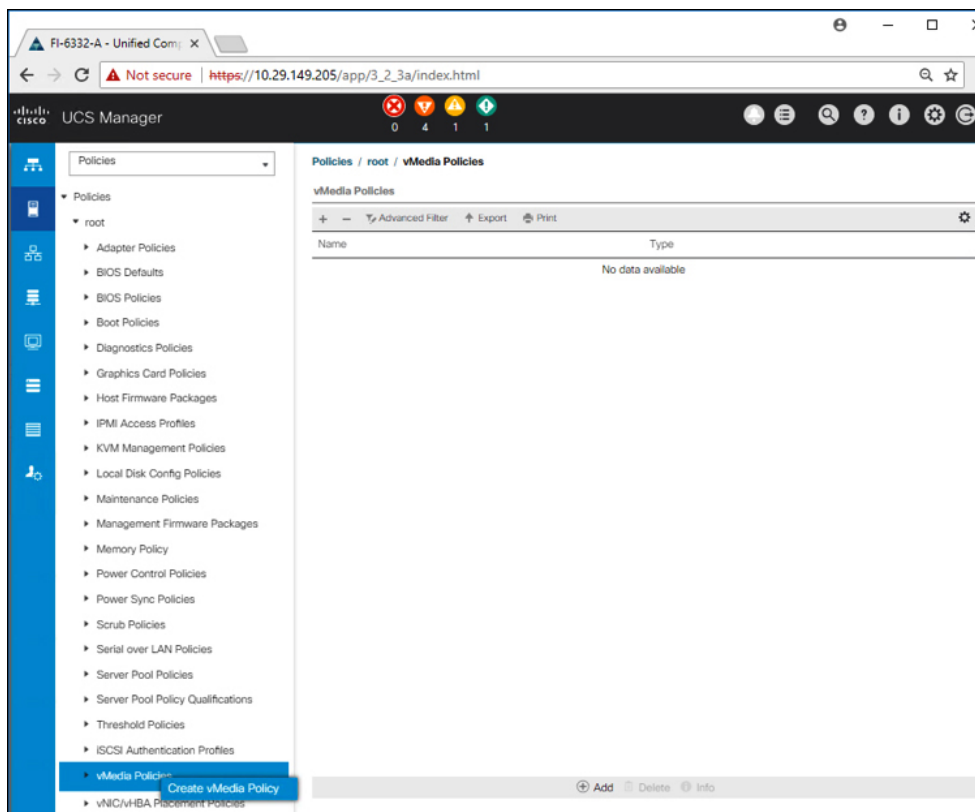 FI-6332-A - Unified Comp
Not secure | https://10.29.149.205/app/3_2_3a/index.html
CISCO UCS Manager
0 4 1 1
Policies
Policies
root
Adapter Policies
BIOS Defaults
BIOS Policies
Boot Policies
Diagnostics Policies
Graphics Card Policies
Host Firmware Packages
IPMI Access Profiles
KVM Management Policies
Local Disk Config Policies
Maintenance Policies
Management Firmware Packages
Memory Policy
Power Control Policies
Power Sync Policies
Scrub Policies
Serial over LAN Policies
Server Pool Policies
Server Pool Policy Qualifications
Threshold Policies
iSCSI Authentication Profiles
vMedia Policies
Create vMedia Policy
vNIC/vHBA Placement Policies
Policies / root / vMedia Policies
vMedia Policies
+ − Advanced Filter Export Print
Name Type
No data available
Add Delete Info